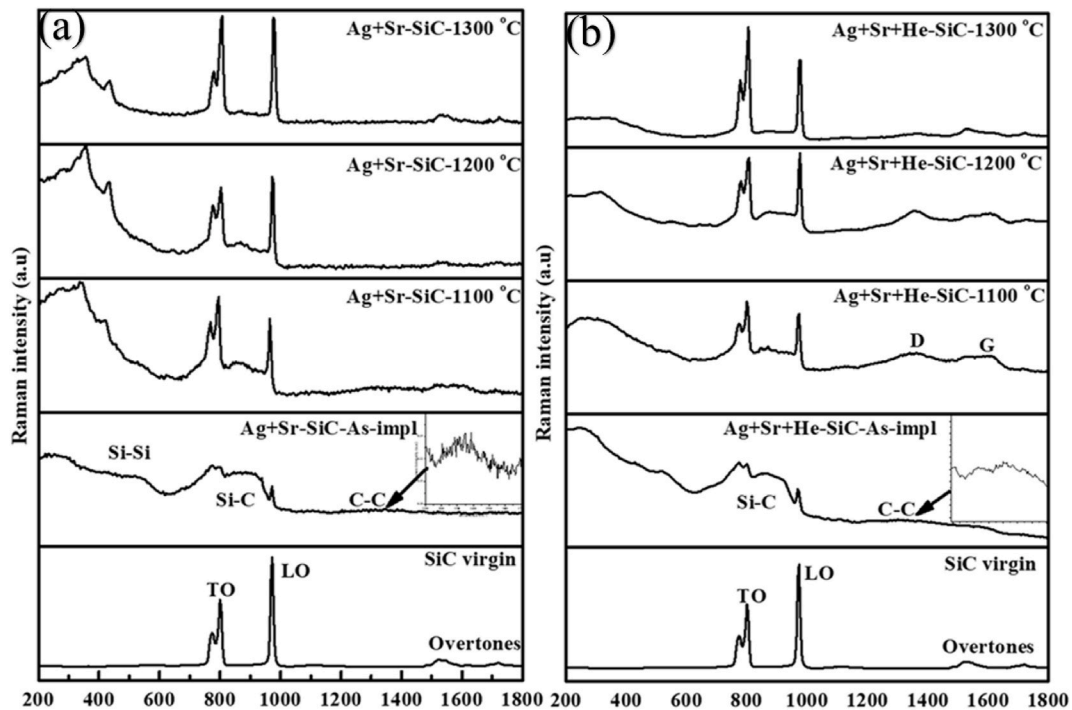 (a)
Ag+Sr-SiC-1300 °C
Ag+Sr-SiC-1200 °C
Ag+Sr-SiC-1100 °C
Ag+Sr-SiC-As-impl
Si-Si
Si-C
C-C
SiC virgin
TO
LO
Overtones
Raman intensity (a.u)
200 400 600 800 1000 1200 1400 1600 1800
(b)
Ag+Sr+He-SiC-1300 °C
Ag+Sr+He-SiC-1200 °C
Ag+Sr+He-SiC-1100 °C
D
G
Ag+Sr+He-SiC-As-impl
Si-C
C-C
SiC virgin
TO
LO
Overtones
Raman intensity (a.u)
200 400 600 800 1000 1200 1400 1600 1800